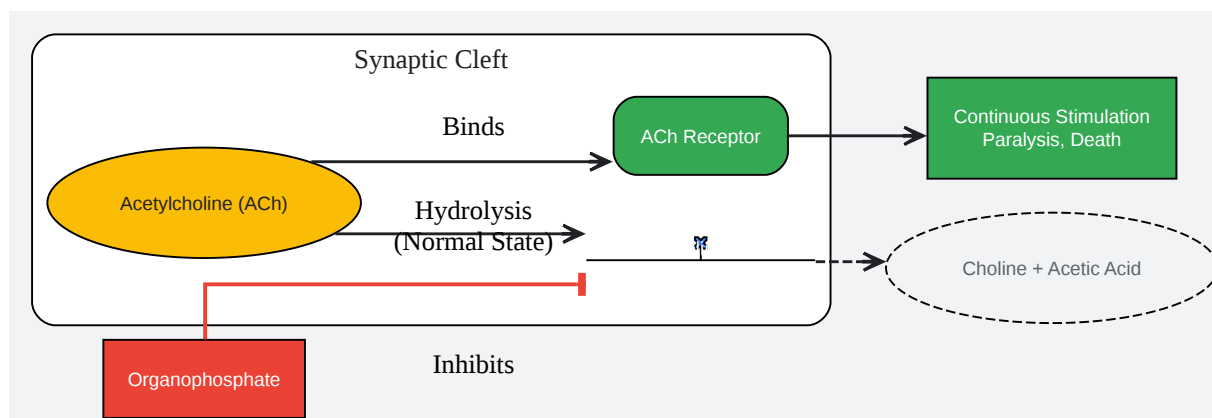 Synaptic Cleft
Binds
ACh Receptor
Continuous Stimulation
Paralysis, Death
Acetylcholine (ACh)
Hydrolysis
(Normal State)
Choline + Acetic Acid
Organophosphate
Inhibits